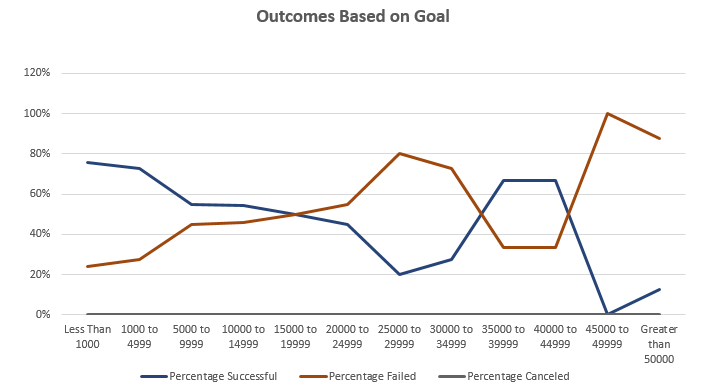 Outcomes Based on Goal
120%
100%
80%
60%
40%
20%
0%
Less Than 1000
1000 to 4999
5000 to 9999
10000 to 14999
15000 to 19999
20000 to 24999
25000 to 29999
30000 to 34999
35000 to 39999
40000 to 44999
45000 to 49999
Greater than 50000
Percentage Successful
Percentage Failed
Percentage Canceled